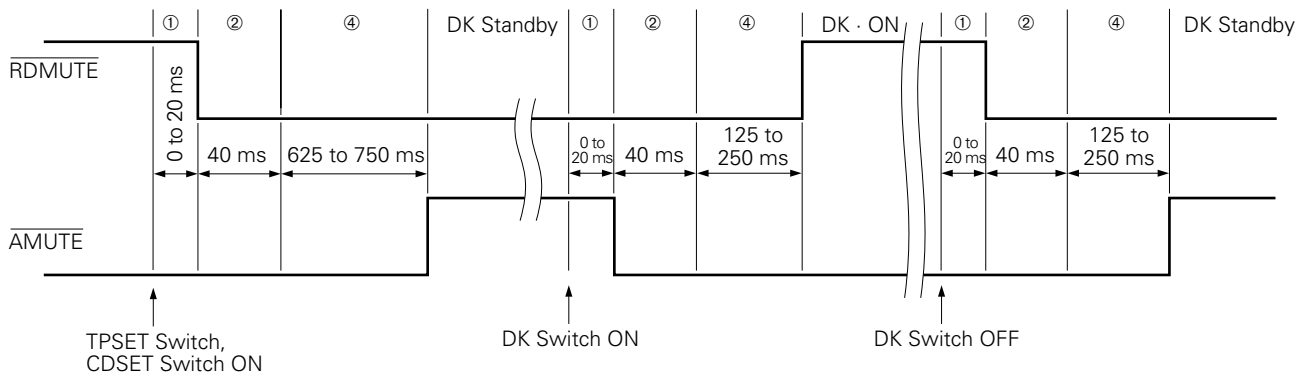 ① ② ④ DK Standby ① ② ④ DK · ON ① ② ④ DK Standby
RDMUTE
0 to 20 ms
40 ms
625 to 750 ms
0 to
20 ms
40 ms
125 to
250 ms
0 to
20 ms
40 ms
125 to
250 ms
AMUTE
TPSET Switch,
CDSET Switch ON
DK Switch ON
DK Switch OFF